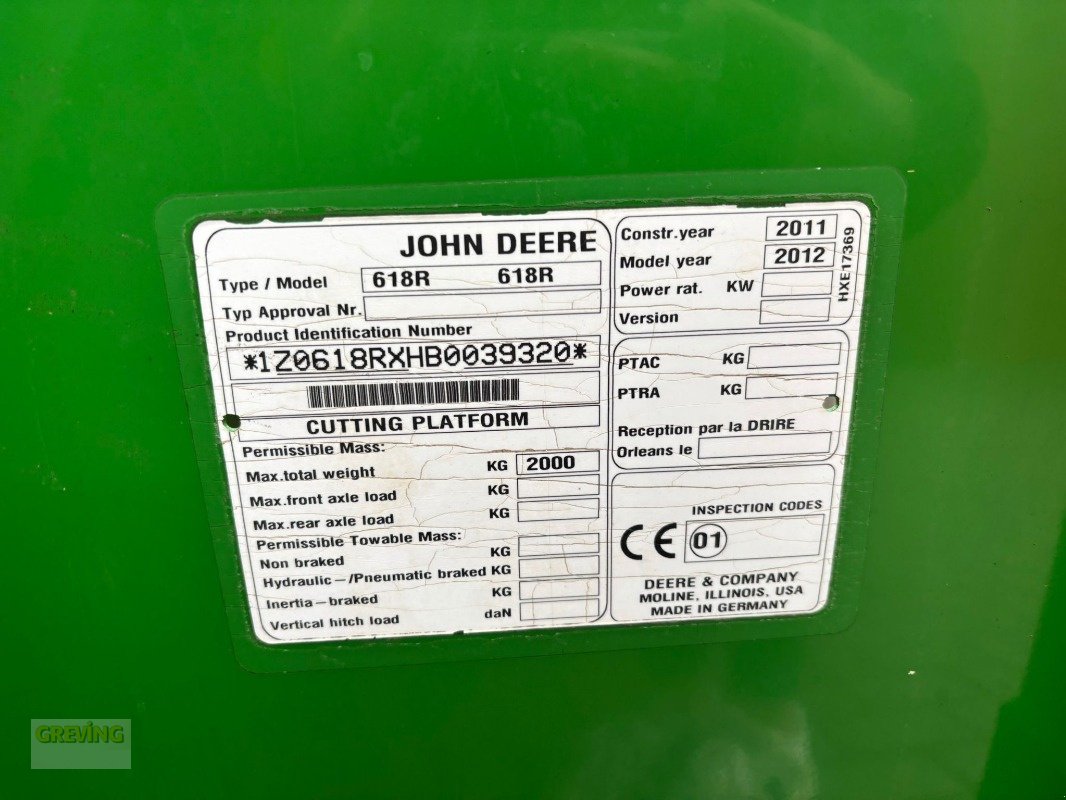 JOHN DEERE
Type / Model 618R 618R
Typ Approval Nr.
Product Identification Number
*1Z0618RXHB0039320*
CUTTING PLATFORM
Permissible Mass:
Max.total weight KG 2000
Max.front axle load KG
Max.rear axle load KG
Permissible Towable Mass:
Non braked KG
Hydraulic-/Pneumatic braked KG
Inertia-braked KG
Vertical hitch load daN
Constr.year 2011
Model year 2012
Power rat. KW
Version
HXE17369
PTAC KG
PTRA KG
Reception par la DRIRE
Orleans le
INSPECTION CODES
CE 01
DEERE & COMPANY
MOLINE, ILLINOIS, USA
MADE IN GERMANY
GREVING